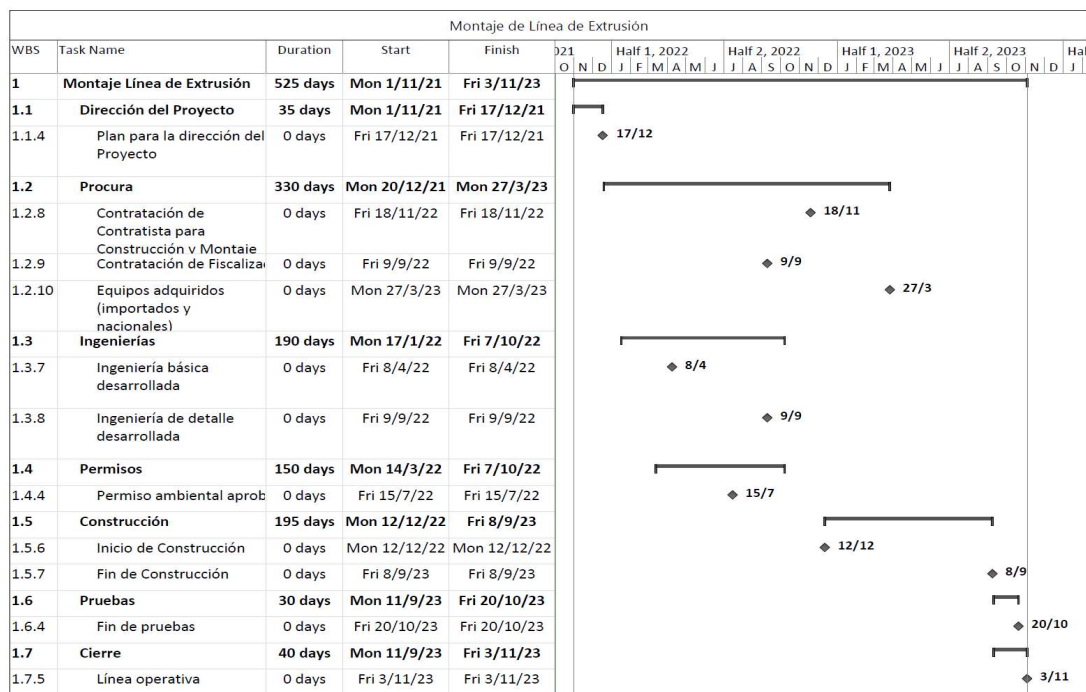 Montaje de Línea de Extrusión
WBS Task Name Duration Start Finish 2021 Half 1, 2022 Half 2, 2022 Half 1, 2023 Half 2, 2023 Hal
O N D J F M A M J J A S O N D J F M A M J J A S O N D J
1 Montaje Línea de Extrusión 525 days Mon 1/11/21 Fri 3/11/23
1.1 Dirección del Proyecto 35 days Mon 1/11/21 Fri 17/12/21
1.1.4 Plan para la dirección del 0 days Fri 17/12/21 Fri 17/12/21 17/12
Proyecto
1.2 Procura 330 days Mon 20/12/21 Mon 27/3/23
1.2.8 Contratación de 0 days Fri 18/11/22 Fri 18/11/22 18/11
Contratista para
Construcción y Montaje
1.2.9 Contratación de Fiscaliza 0 days Fri 9/9/22 Fri 9/9/22 9/9
1.2.10 Equipos adquiridos 0 days Mon 27/3/23 Mon 27/3/23 27/3
(importados y
nacionales)
1.3 Ingenierías 190 days Mon 17/1/22 Fri 7/10/22
1.3.7 Ingeniería básica 0 days Fri 8/4/22 Fri 8/4/22 8/4
desarrollada
1.3.8 Ingeniería de detalle 0 days Fri 9/9/22 Fri 9/9/22 9/9
desarrollada
1.4 Permisos 150 days Mon 14/3/22 Fri 7/10/22
1.4.4 Permiso ambiental aprob 0 days Fri 15/7/22 Fri 15/7/22 15/7
1.5 Construcción 195 days Mon 12/12/22 Fri 8/9/23
1.5.6 Inicio de Construcción 0 days Mon 12/12/22 Mon 12/12/22 12/12
1.5.7 Fin de Construcción 0 days Fri 8/9/23 Fri 8/9/23 8/9
1.6 Pruebas 30 days Mon 11/9/23 Fri 20/10/23
1.6.4 Fin de pruebas 0 days Fri 20/10/23 Fri 20/10/23 20/10
1.7 Cierre 40 days Mon 11/9/23 Fri 3/11/23
1.7.5 Línea operativa 0 days Fri 3/11/23 Fri 3/11/23 3/11